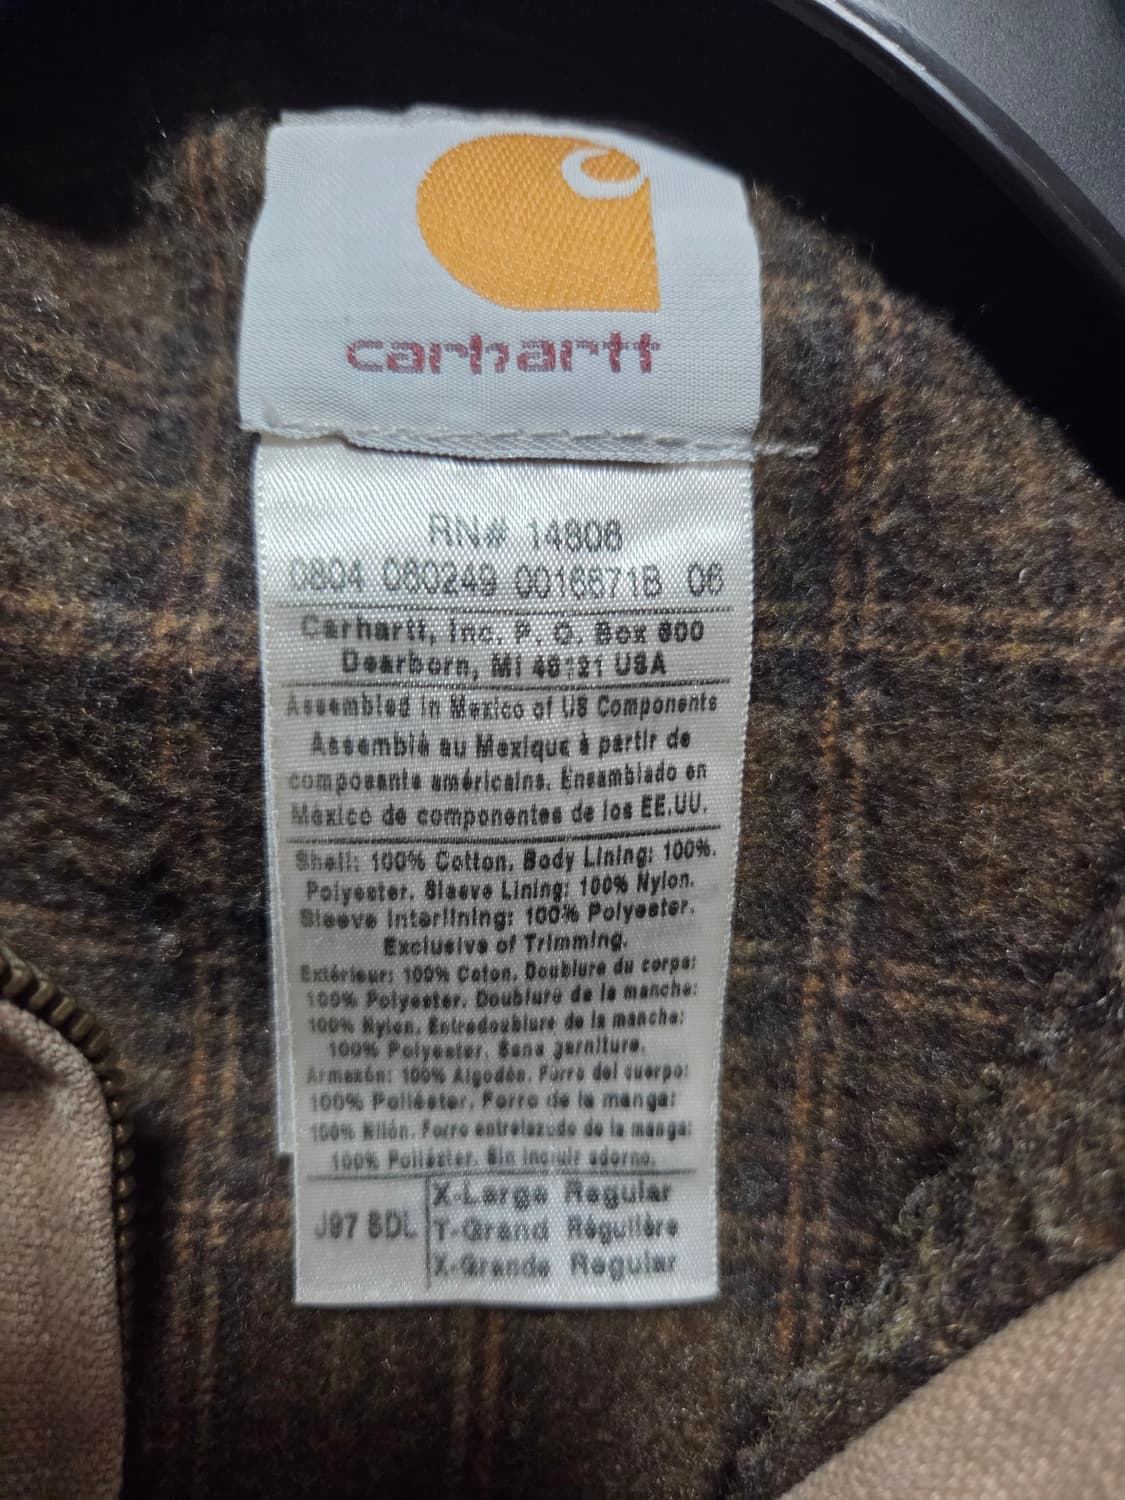 carhartt
RN# 14806
0804 080249 0016671B 06
Carhartt, Inc. P. O. Box 600
Dearborn, MI 48121 USA
Assembled in Mexico of US Components
Assemblé au Mexique à partir de
composants américains. Ensamblado en
México de componentes de los EE.UU.
Shell: 100% Cotton. Body Lining: 100%.
Polyester. Sleeve Lining: 100% Nylon.
Sleeve Interlining: 100% Polyester.
Exclusive of Trimming.
Extérieur: 100% Coton. Doublure du corps:
100% Polyester. Doublure de la manche:
100% Nylon. Entredoublure de la manche:
100% Polyester. Sans garniture.
Armazón: 100% Algodón. Forro del cuerpo:
100% Poliéster. Forro de la manga:
100% Nilón. Forro entrelazado de la manga:
100% Poliéster. Sin incluir adorno.
J97 SDL
X-Large Regular
T-Grand Régulière
X-Grande Regular